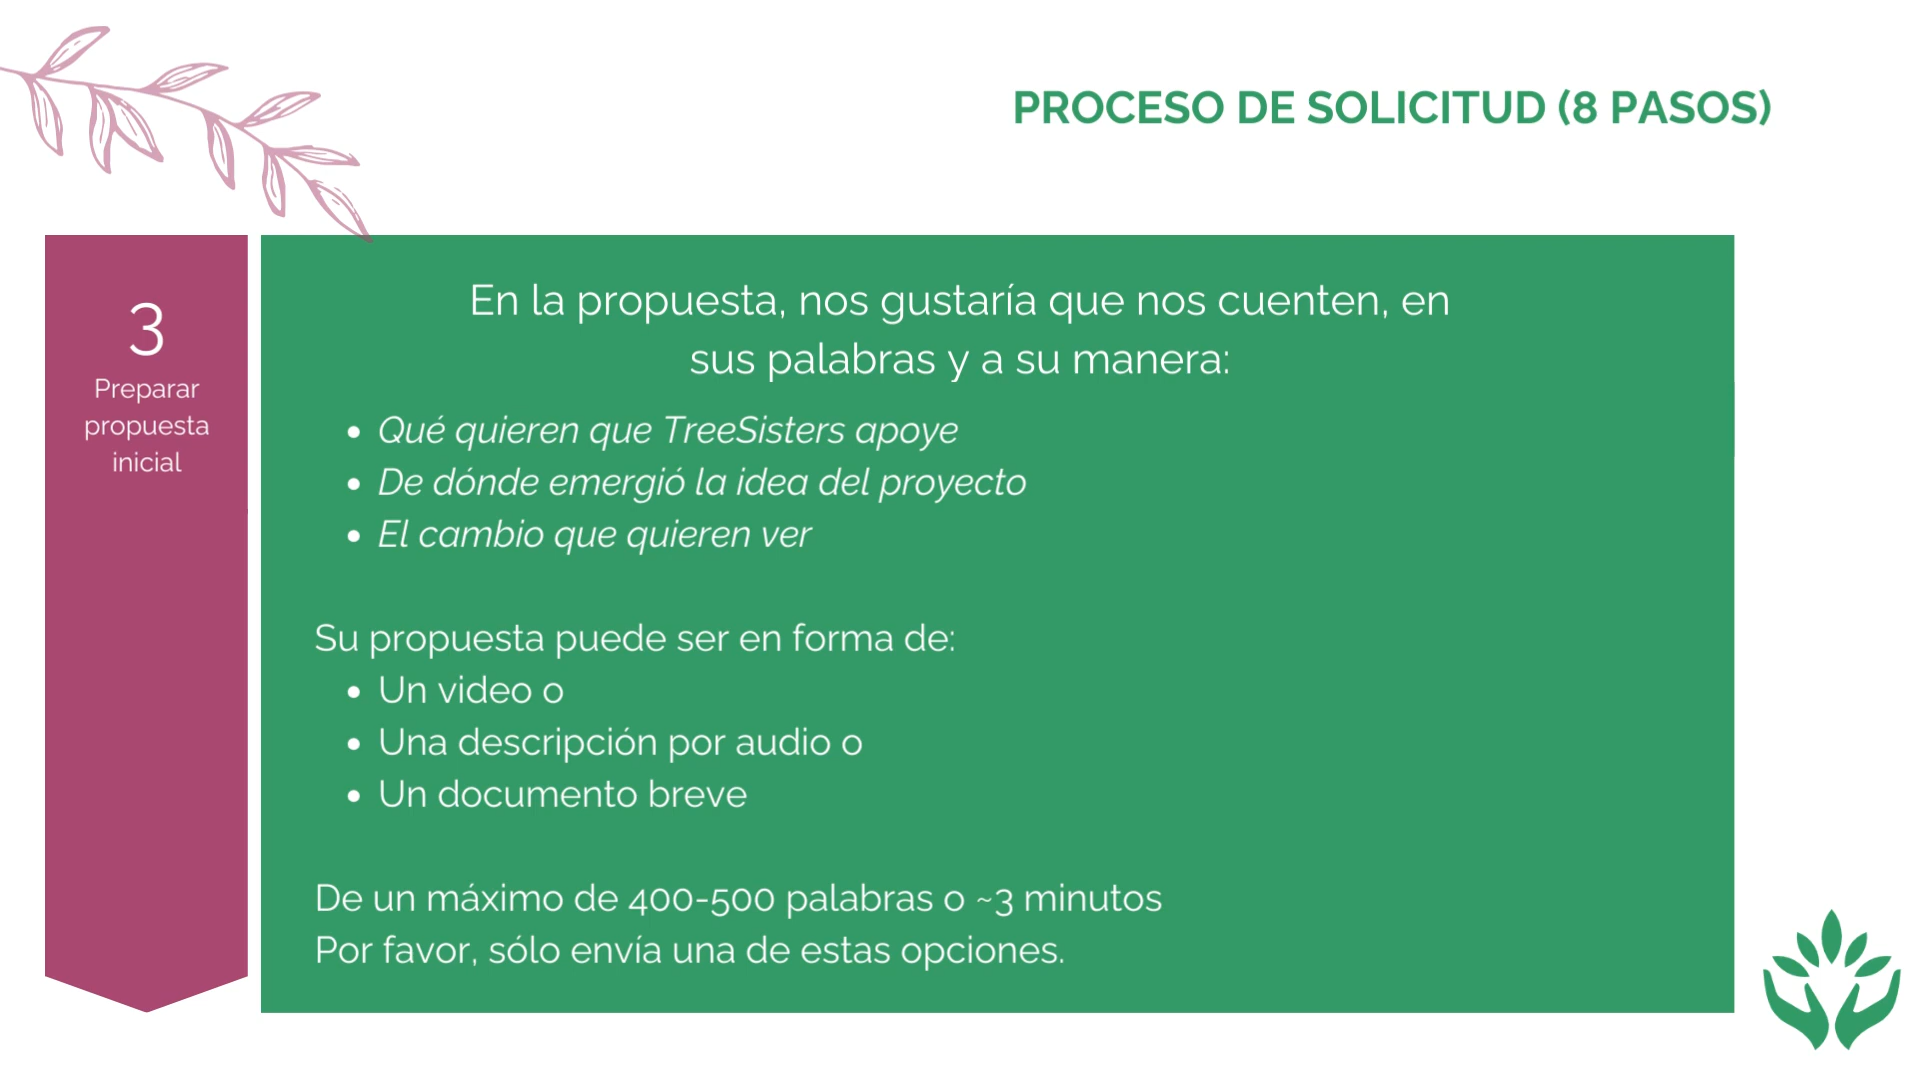 PROCESO DE SOLICITUD (8 PASOS)
3
Preparar
propuesta
inicial
En la propuesta, nos gustaría que nos cuenten, en
sus palabras y a su manera:
• Qué quieren que TreeSisters apoye
• De dónde emergió la idea del proyecto
• El cambio que quieren ver
Su propuesta puede ser en forma de:
• Un video o
• Una descripción por audio o
• Un documento breve
De un máximo de 400-500 palabras o ~3 minutos
Por favor, sólo envía una de estas opciones.